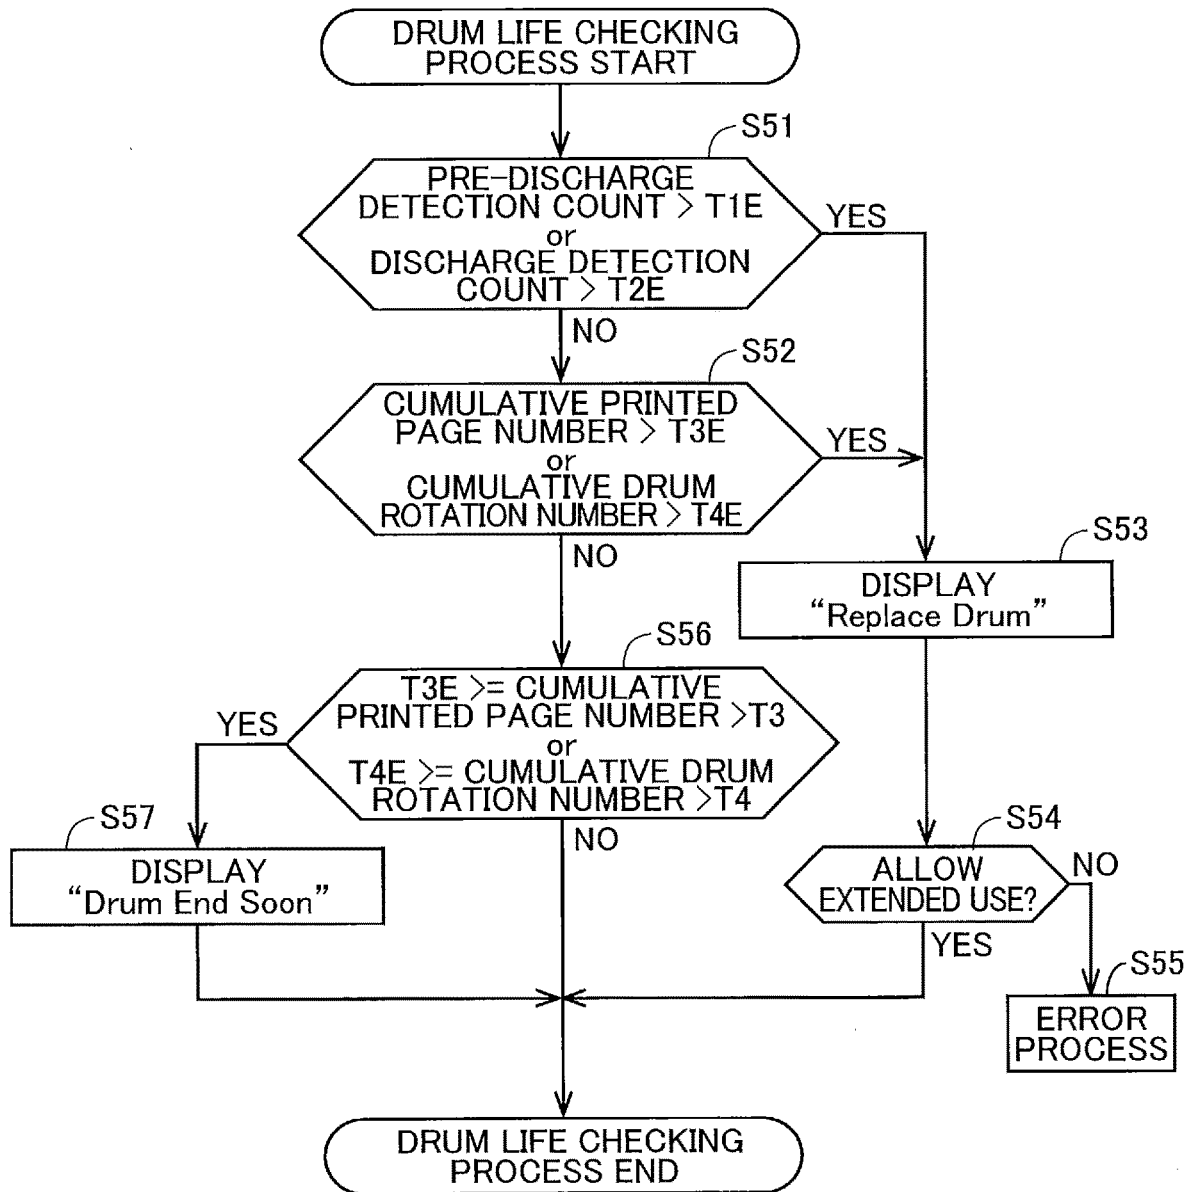 DRUM LIFE CHECKING
PROCESS START
S51
PRE-DISCHARGE
DETECTION COUNT > T1E
or
DISCHARGE DETECTION
COUNT > T2E
YES
NO
S52
CUMULATIVE PRINTED
PAGE NUMBER > T3E
or
CUMULATIVE DRUM
ROTATION NUMBER > T4E
YES
NO
S53
DISPLAY
“Replace Drum”
S56
T3E >= CUMULATIVE
PRINTED PAGE NUMBER >T3
or
T4E >= CUMULATIVE DRUM
ROTATION NUMBER >T4
YES
NO
S57
DISPLAY
“Drum End Soon”
S54
ALLOW
EXTENDED USE?
NO
YES
S55
ERROR
PROCESS
DRUM LIFE CHECKING
PROCESS END